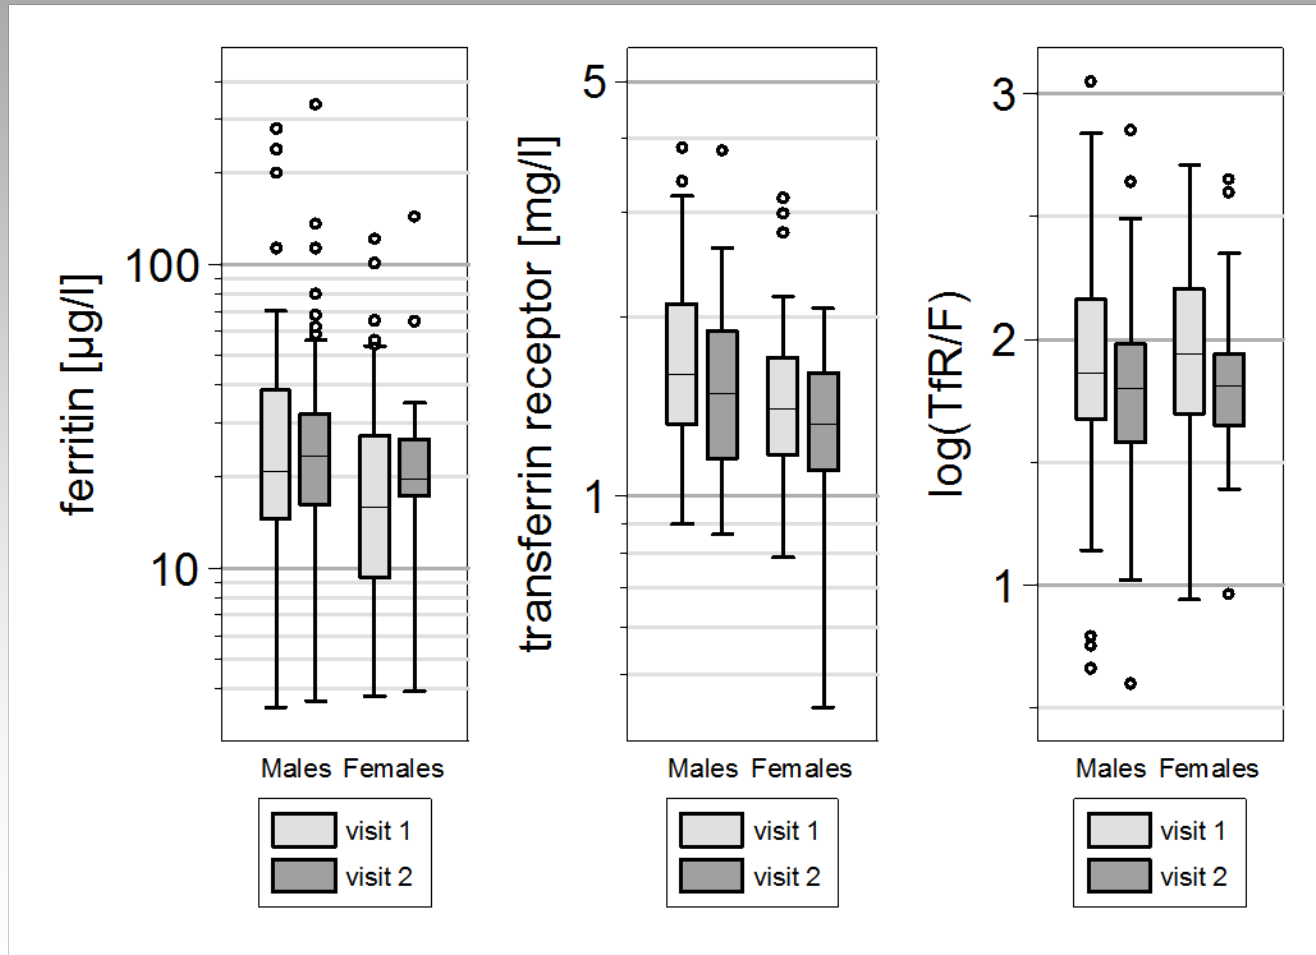 ferritin [µg/l]
100
10
Males Females
visit 1
visit 2
transferrin receptor [mg/l]
5
1
Males Females
visit 1
visit 2
log(TfR/F)
3
2
1
Males Females
visit 1
visit 2